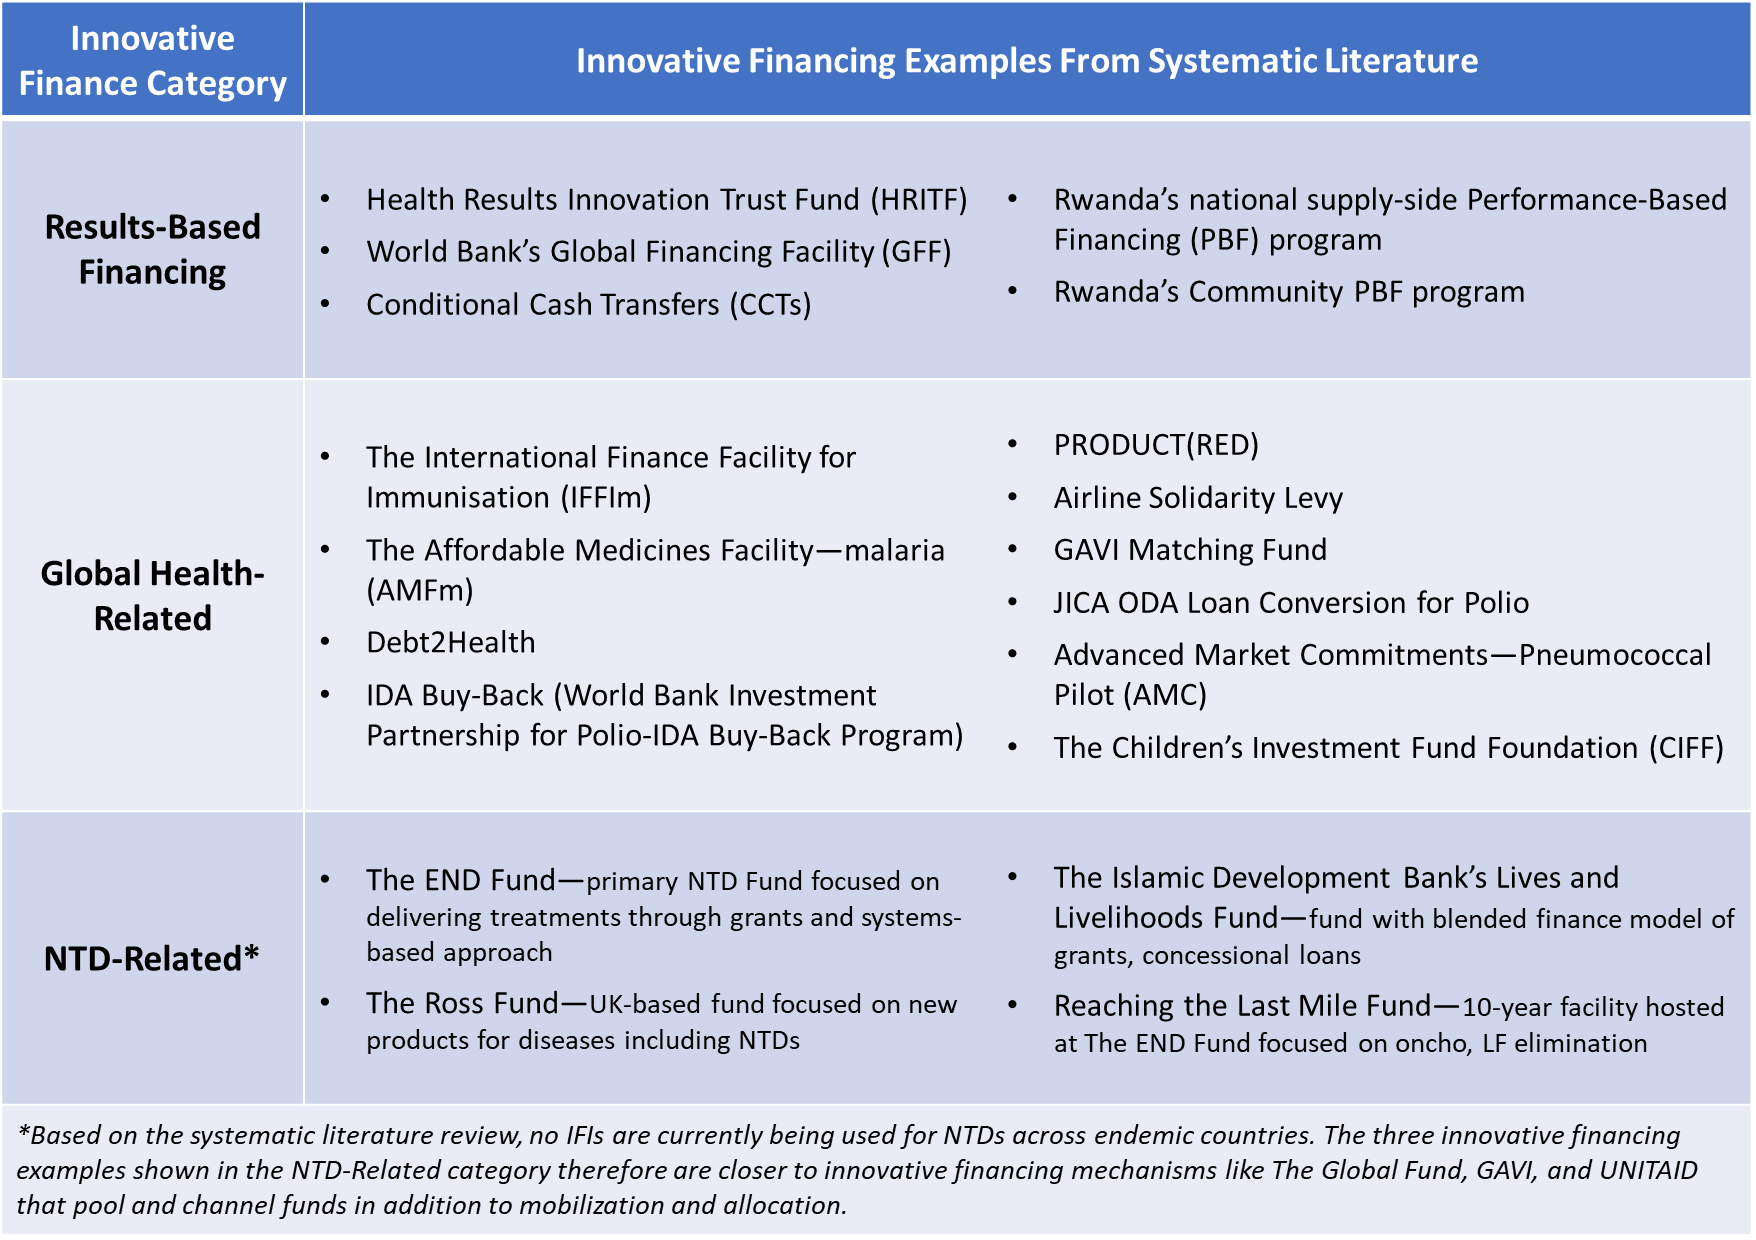 Innovative
Finance Category
Innovative Financing Examples From Systematic Literature
Results-Based
Financing
• Health Results Innovation Trust Fund (HRITF)
• World Bank’s Global Financing Facility (GFF)
• Conditional Cash Transfers (CCTs)
• Rwanda’s national supply-side Performance-Based
Financing (PBF) program
• Rwanda’s Community PBF program
Global Health-
Related
• The International Finance Facility for
Immunisation (IFFIm)
• The Affordable Medicines Facility—malaria
(AMFm)
• Debt2Health
• IDA Buy-Back (World Bank Investment
Partnership for Polio-IDA Buy-Back Program)
• PRODUCT(RED)
• Airline Solidarity Levy
• GAVI Matching Fund
• JICA ODA Loan Conversion for Polio
• Advanced Market Commitments—Pneumococcal
Pilot (AMC)
• The Children’s Investment Fund Foundation (CIFF)
NTD-Related*
• The END Fund—primary NTD Fund focused on
delivering treatments through grants and systems-
based approach
• The Ross Fund—UK-based fund focused on new
products for diseases including NTDs
• The Islamic Development Bank’s Lives and
Livelihoods Fund—fund with blended finance model of
grants, concessional loans
• Reaching the Last Mile Fund—10-year facility hosted
at The END Fund focused on oncho, LF elimination
*Based on the systematic literature review, no IFIs are currently being used for NTDs across endemic countries. The three innovative financing
examples shown in the NTD-Related category therefore are closer to innovative financing mechanisms like The Global Fund, GAVI, and UNITAID
that pool and channel funds in addition to mobilization and allocation.